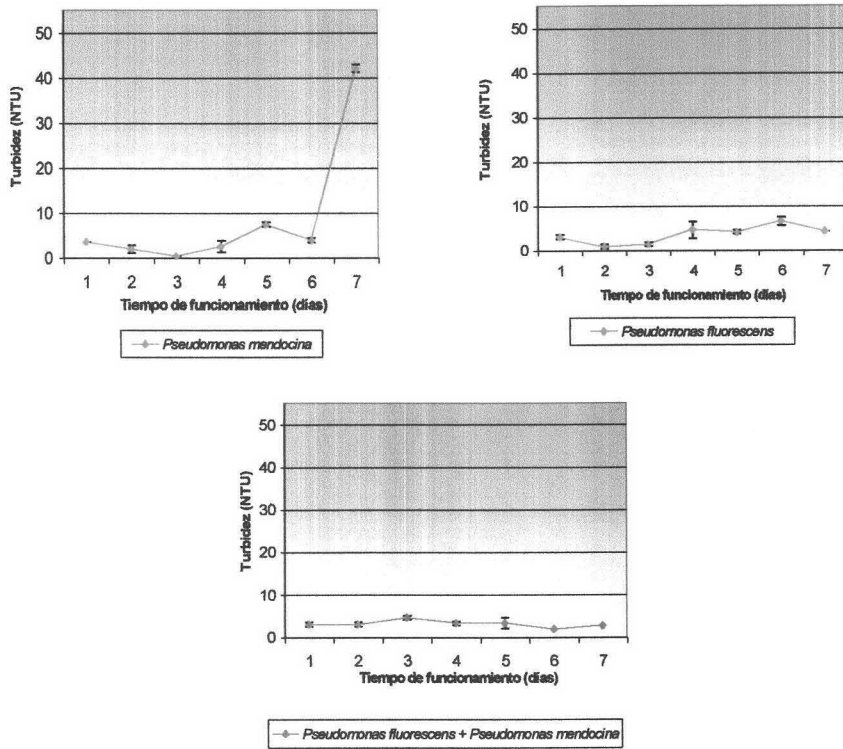 Turbidez (NTU)
50
40
30
20
10
0
1 2 3 4 5 6 7
Tiempo de funcionamiento (días)
Pseudomonas mendocina
Turbidez (NTU)
50
40
30
20
10
0
1 2 3 4 5 6 7
Tiempo de funcionamiento (días)
Pseudomonas fluorescens
Turbidez (NTU)
50
40
30
20
10
0
1 2 3 4 5 6 7
Tiempo de funcionamiento (días)
Pseudomonas fluorescens + Pseudomonas mendocina